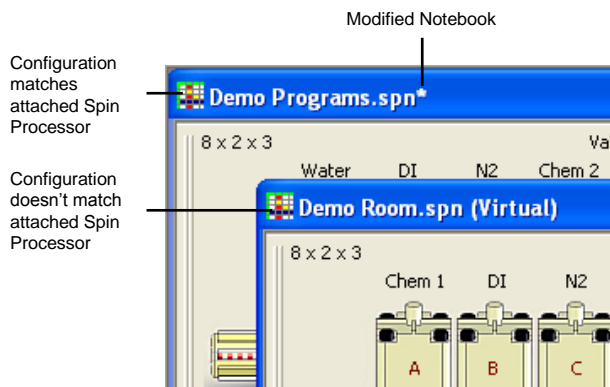 Modified Notebook
Configuration
matches
attached Spin
Processor
Demo Programs.spn*
8 x 2 x 3
Water DI N2 Chem 2
Configuration
doesn't match
attached Spin
Processor
Demo Room.spn (Virtual)
8 x 2 x 3
Chem 1 DI N2
A B C